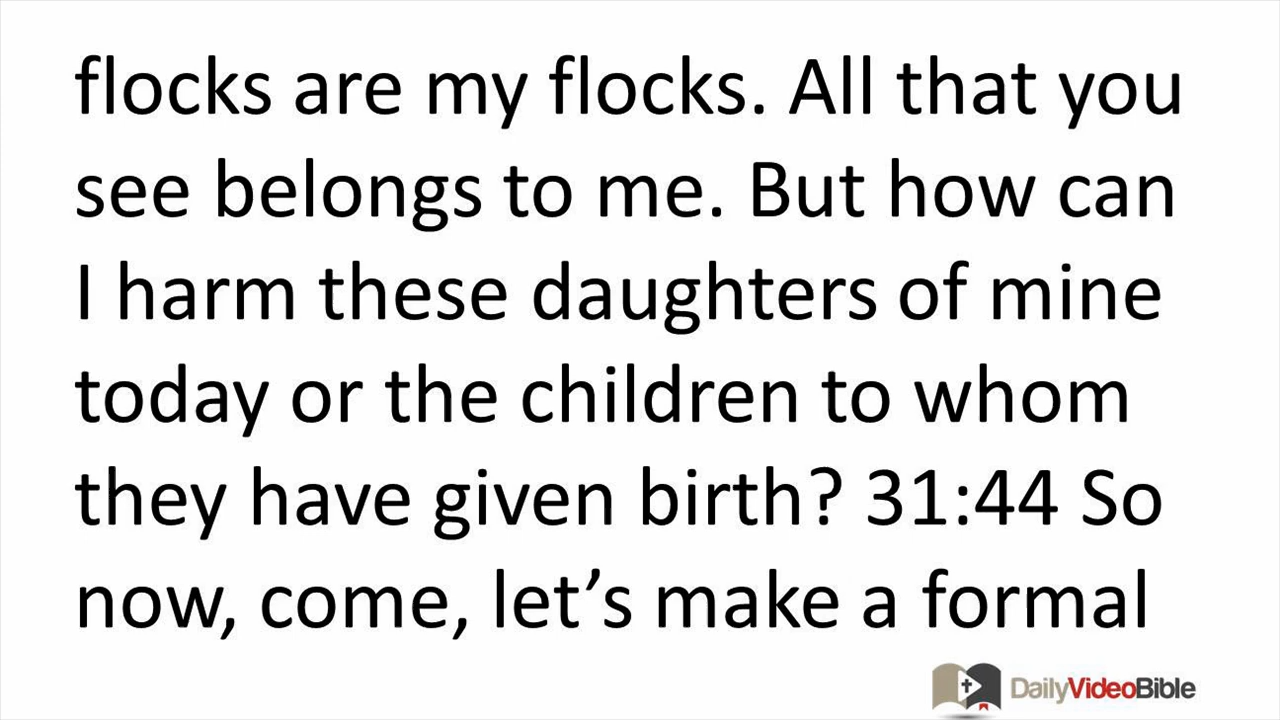 flocks are my flocks. All that you
see belongs to me. But how can
I harm these daughters of mine
today or the children to whom
they have given birth? 31:44 So
now, come, let’s make a formal
DailyVideoBible